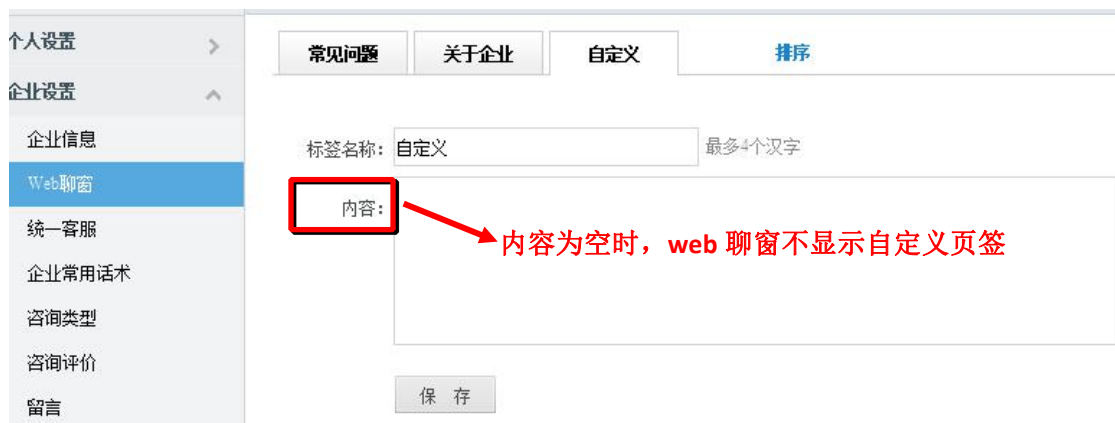 个人设置
企业设置
企业信息
Web聊窗
统一客服
企业常用话术
咨询类型
咨询评价
留言
常见问题 关于企业 自定义 排序
标签名称： 自定义 最多4个汉字
内容：
内容为空时，web 聊窗不显示自定义页签
保 存